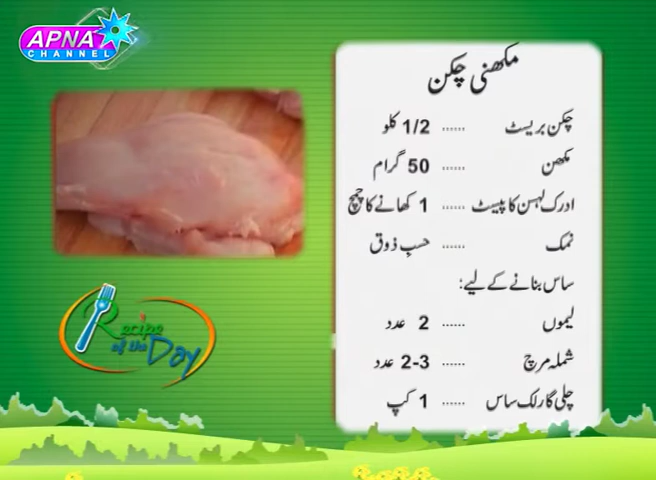 APNA
CHANNEL
مکھنی چکن
چکن بریسٹ ...... 1/2 کلو
مکھن ...... 50 گرام
ادرک لہسن کا پیسٹ ...... 1 کھانے کا چمچ
نمک ...... حسبِ ذوق
ساس بنانے کے لیے:
لیموں ...... 2 عدد
شملہ مرچ ...... 2-3 عدد
چلی گارلک ساس ...... 1 کپ
Recipe
of the
Day